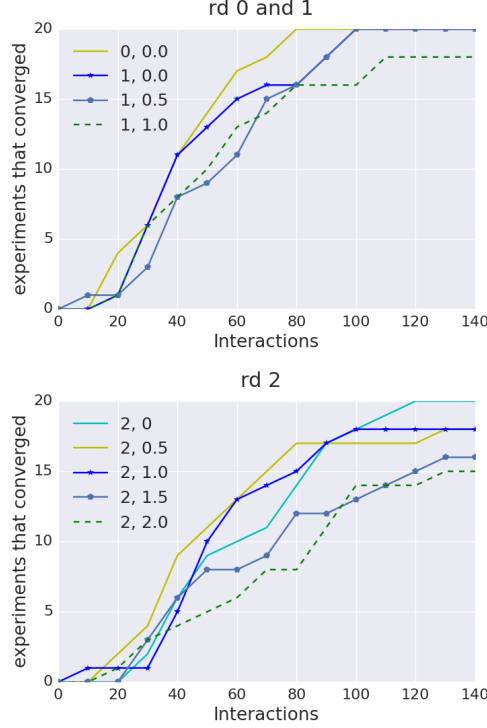 rd 0 and 1
experiments that converged
20
15
10
5
0
0, 0.0
1, 0.0
1, 0.5
1, 1.0
0 20 40 60 80 100 120 140
Interactions
rd 2
experiments that converged
20
15
10
5
0
2, 0
2, 0.5
2, 1.0
2, 1.5
2, 2.0
0 20 40 60 80 100 120 140
Interactions